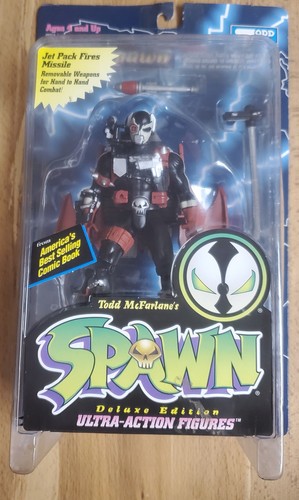 Ages 5 and Up
Jet Pack Fires
Missile
Removable Weapons
for Hand to Hand
Combat!
from
America's
Best Selling
Comic Book
Todd McFarlane's
SPAWN
®
Deluxe Edition
ULTRA-ACTION FIGURES™